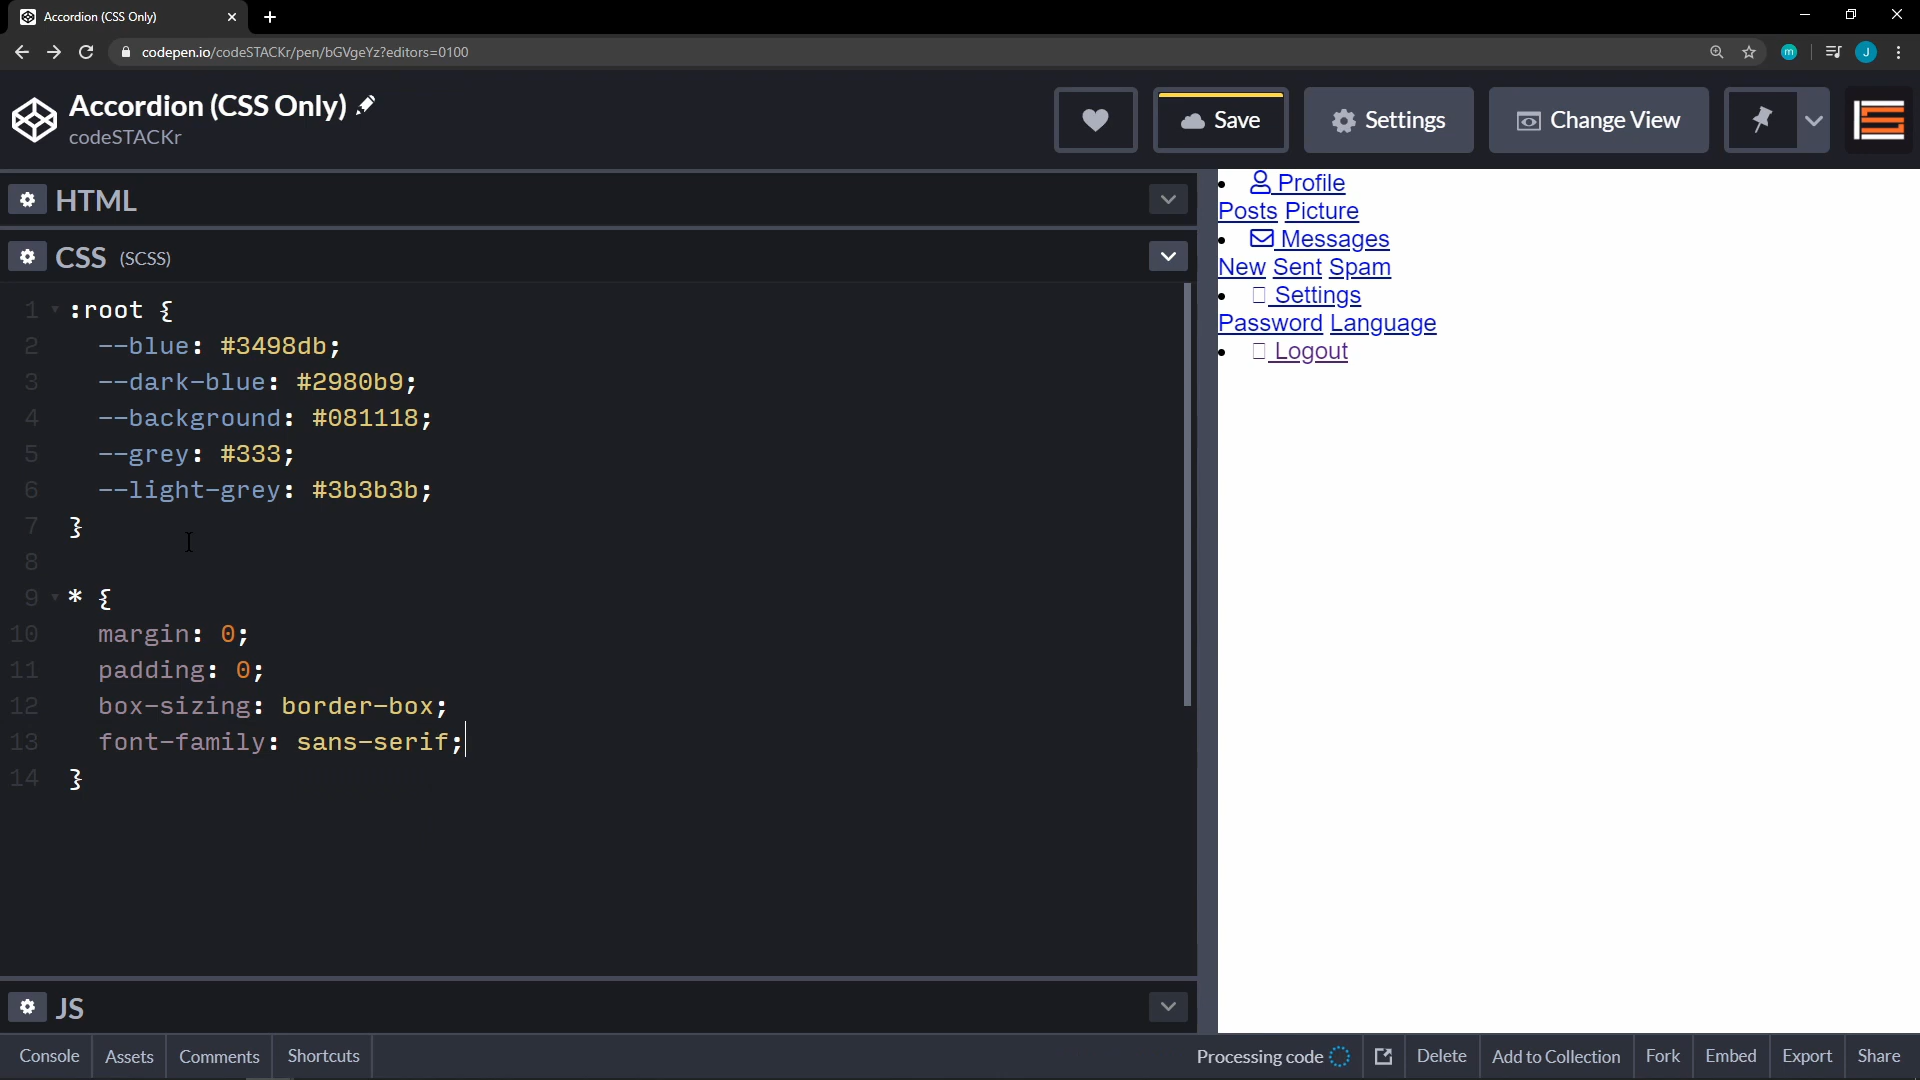 Accordion (CSS Only)
codepen.io/codeSTACKr/pen/bGVgeYz?editors=0100
m
J
Accordion (CSS Only)
codeSTACKr
Save
Settings
Change View
HTML
CSS (SCSS)
1 :root {
2 --blue: #3498db;
3 --dark-blue: #2980b9;
4 --background: #081118;
5 --grey: #333;
6 --light-grey: #3b3b3b;
7 }
8
9 * {
10 margin: 0;
11 padding: 0;
12 box-sizing: border-box;
13 font-family: sans-serif;
14 }
JS
Profile
Posts Picture
Messages
New Sent Spam
Settings
Password Language
Logout
Console Assets Comments Shortcuts Processing code Delete Add to Collection Fork Embed Export Share